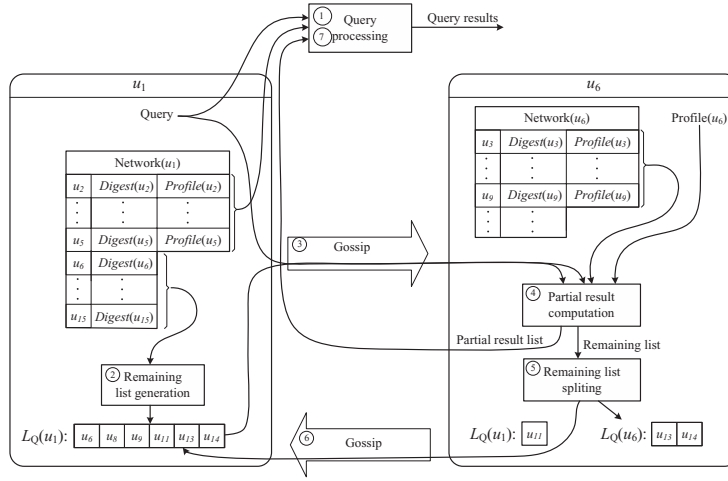 1 Query
7 processing
Query results
u1
Query
Network(u1)
u2 Digest(u2) Profile(u2)
u5 Digest(u5) Profile(u5)
u6 Digest(u6)
u15 Digest(u15)
2 Remaining
list generation
LQ(u1): u6 u8 u9 u11 u13 u14
3 Gossip
Partial result list
6 Gossip
u6
Network(u6)
Profile(u6)
u3 Digest(u3) Profile(u3)
u9 Digest(u9) Profile(u9)
4 Partial result
computation
Remaining list
5 Remaining list
spliting
LQ(u1): u11
LQ(u6): u13 u14